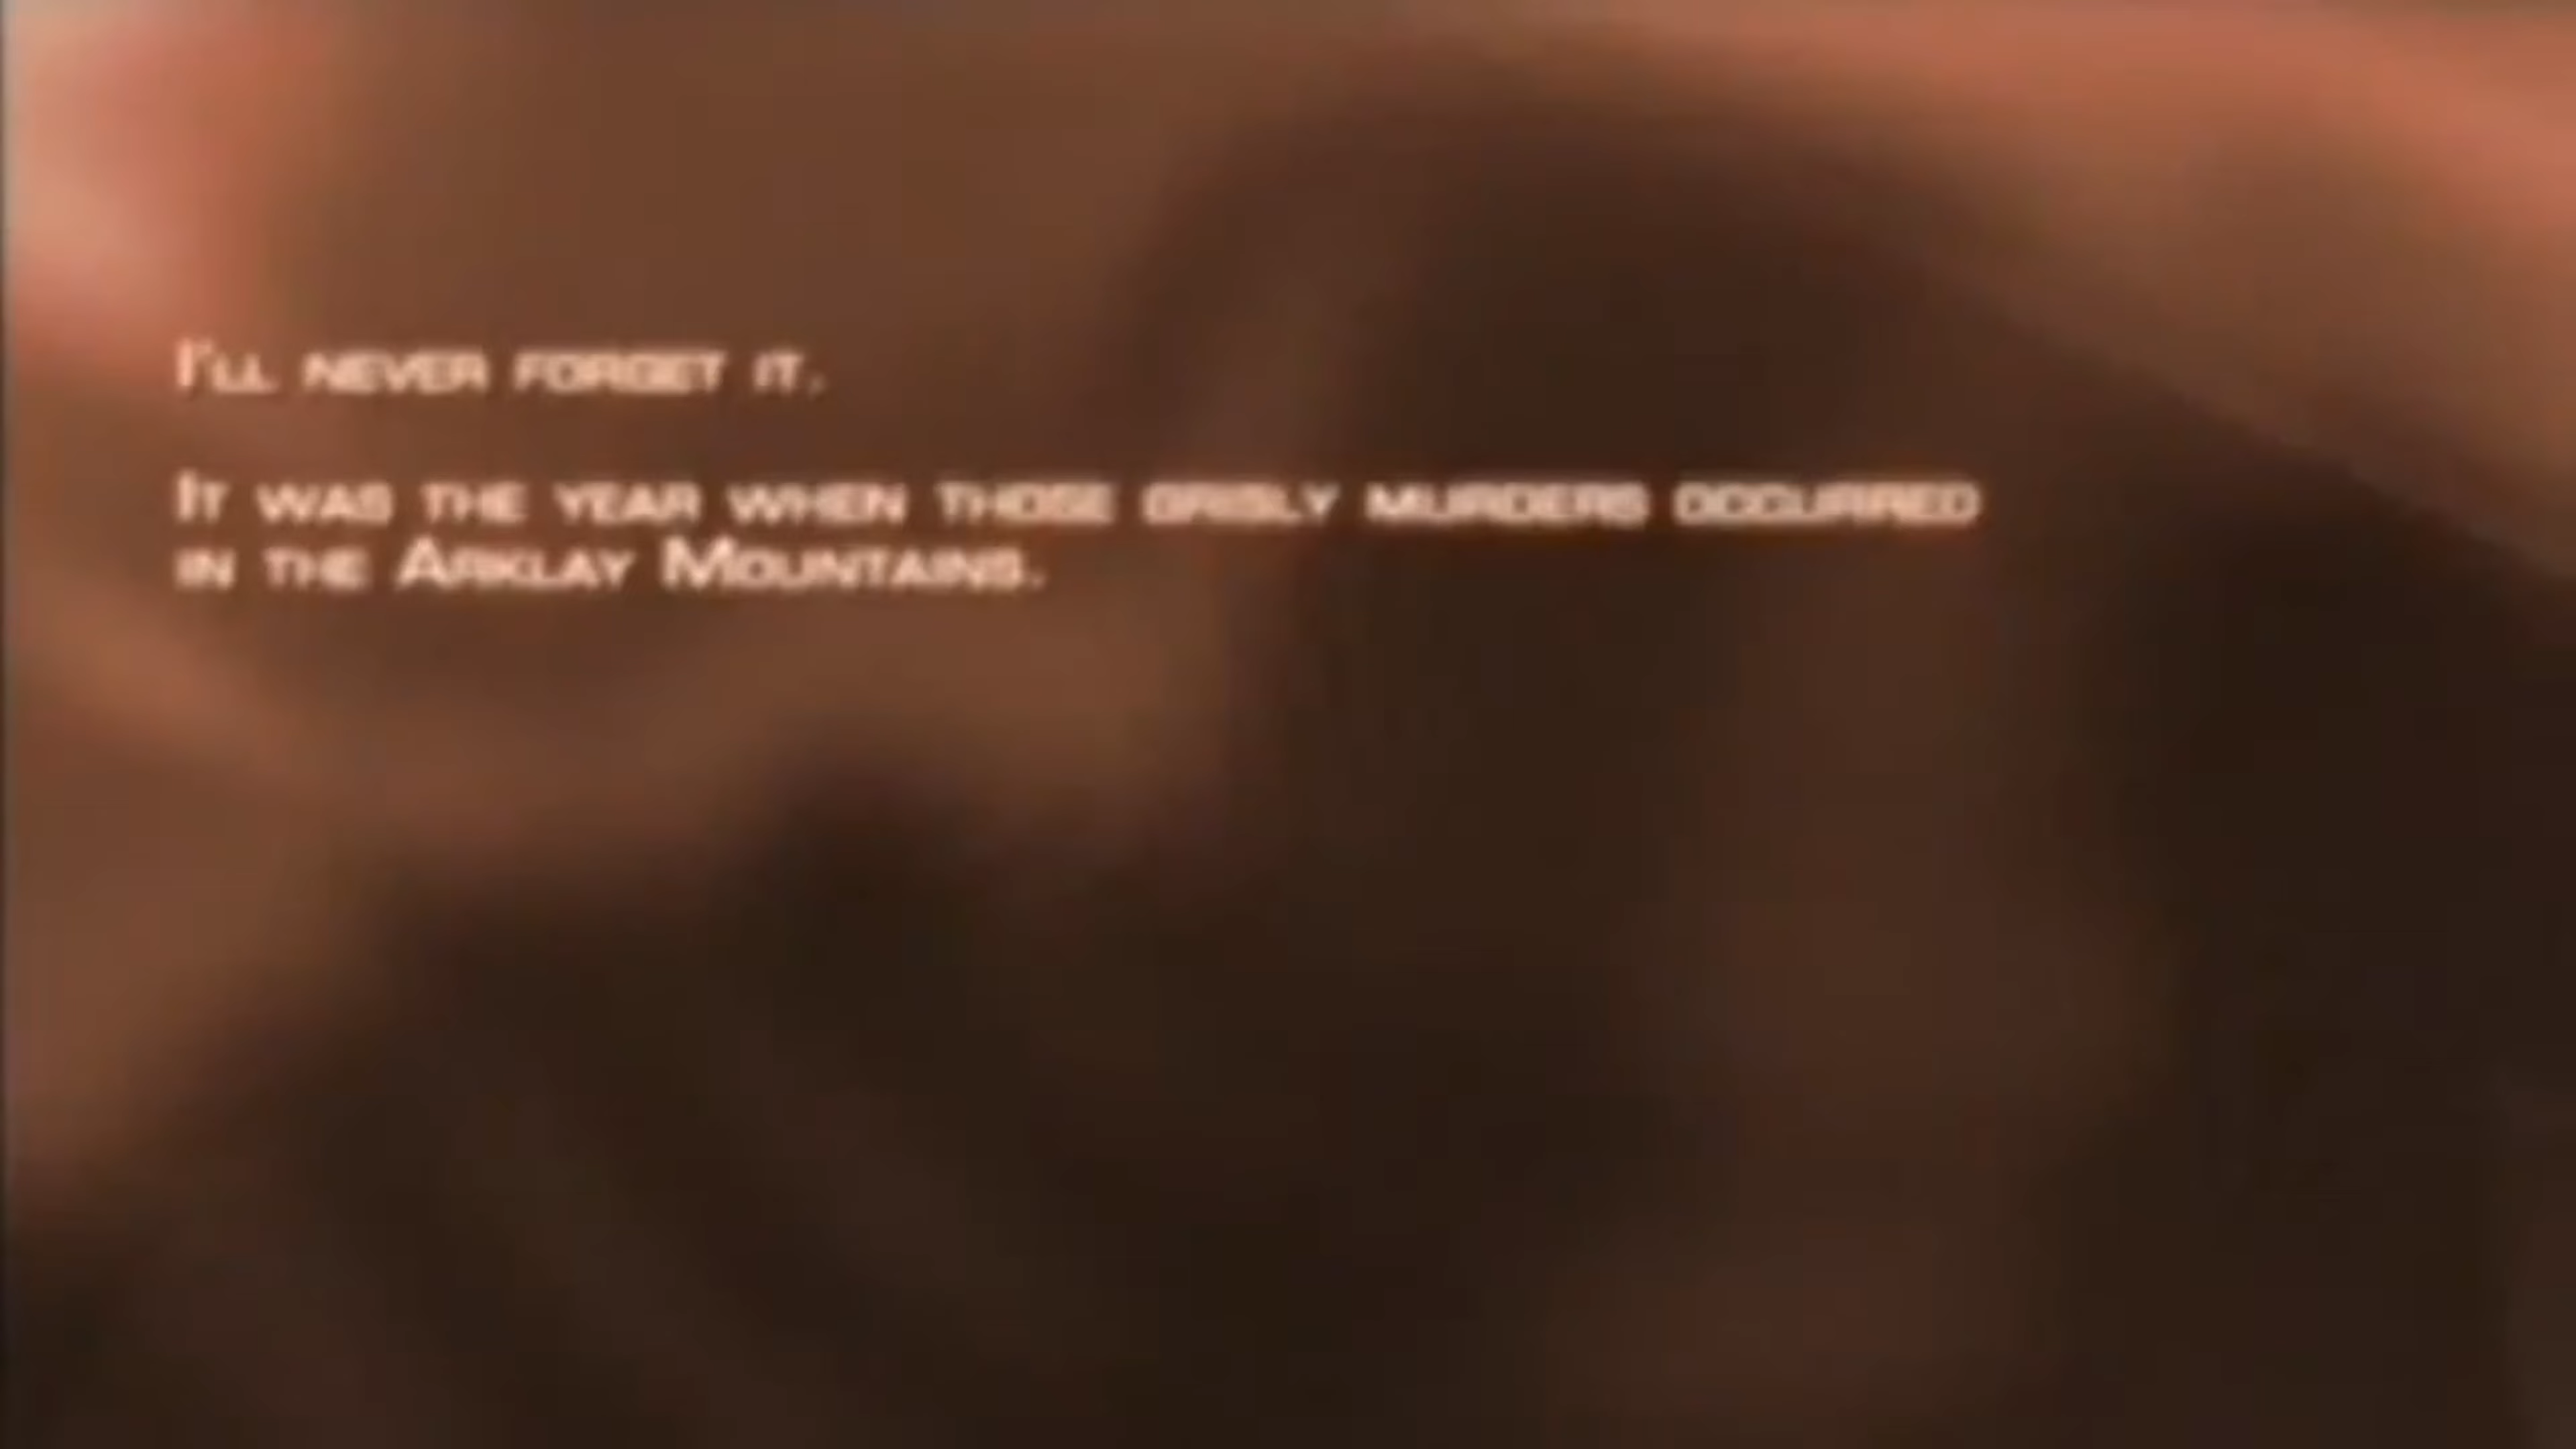 I'LL NEVER FORGET IT.
IT WAS THE YEAR WHEN THOSE GRISLY MURDERS OCCURRED
IN THE ARKLAY MOUNTAINS.